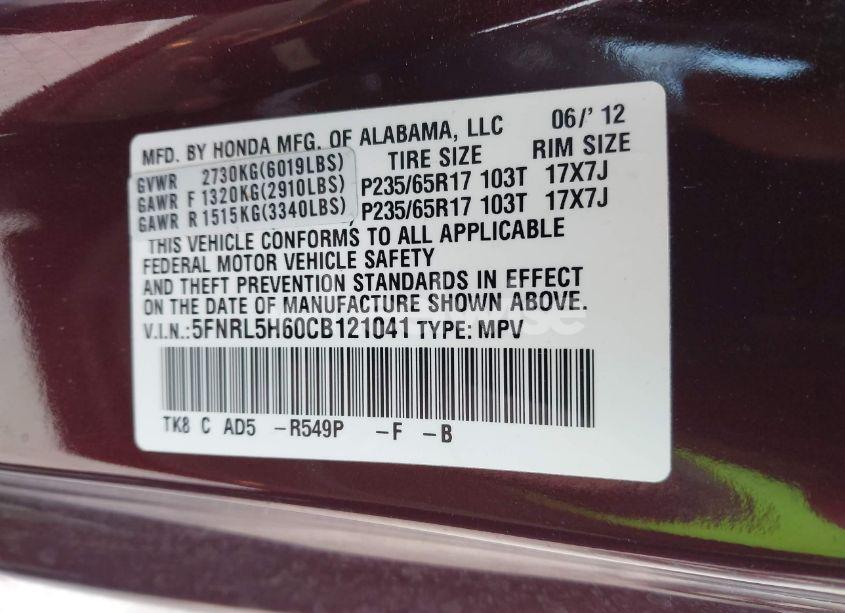 MFD. BY HONDA MFG. OF ALABAMA, LLC 06/' 12
GVWR 2730KG(6019LBS) TIRE SIZE RIM SIZE
GAWR F 1320KG(2910LBS) P235/65R17 103T 17X7J
GAWR R 1515KG(3340LBS) P235/65R17 103T 17X7J
THIS VEHICLE CONFORMS TO ALL APPLICABLE
FEDERAL MOTOR VEHICLE SAFETY
AND THEFT PREVENTION STANDARDS IN EFFECT
ON THE DATE OF MANUFACTURE SHOWN ABOVE.
V.I.N.:5FNRL5H60CB121041 TYPE: MPV
TK8 C AD5 -R549P -F -B